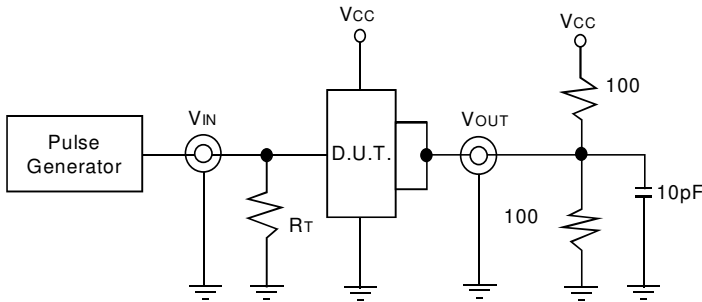 VCC
VCC
100
VIN
VOUT
Pulse
Generator
D.U.T.
RT
100
10pF